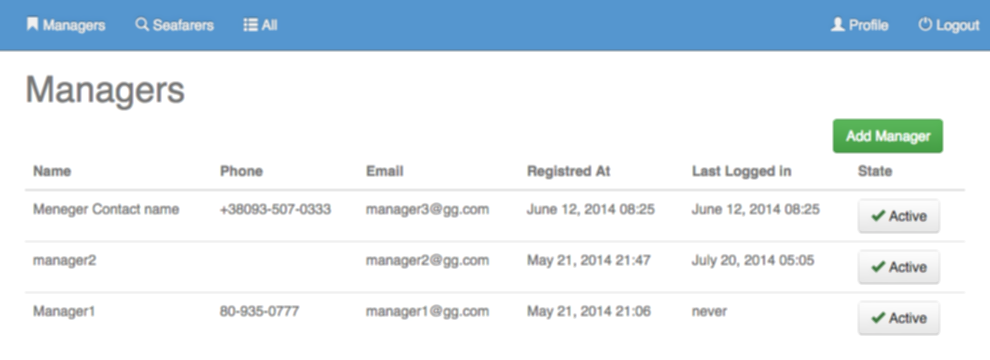 Managers Seafarers All Profile Logout
Managers
Add Manager
Name Phone Email Registred At Last Logged in State
Meneger Contact name +38093-507-0333 manager3@gg.com June 12, 2014 08:25 June 12, 2014 08:25 Active
manager2 manager2@gg.com May 21, 2014 21:47 July 20, 2014 05:05 Active
Manager1 80-935-0777 manager1@gg.com May 21, 2014 21:06 never Active